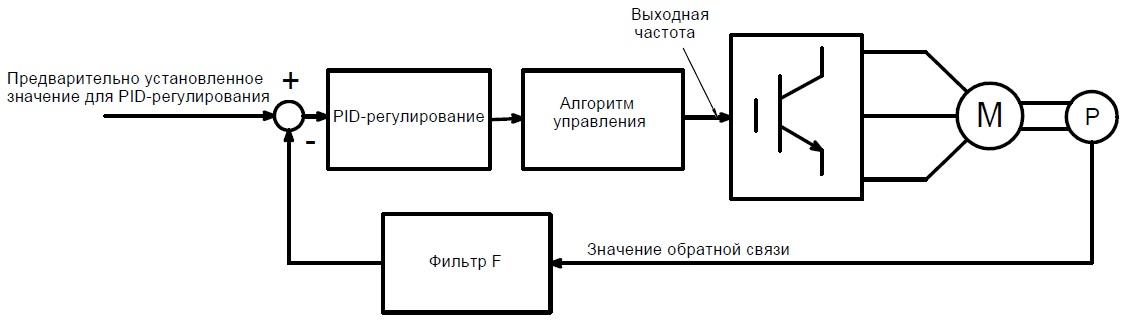 Выходная
частота
Предварительно установленное
значение для PID-регулирования
+
-
PID-регулирование
Алгоритм
управления
M
P
Значение обратной связи
Фильтр F